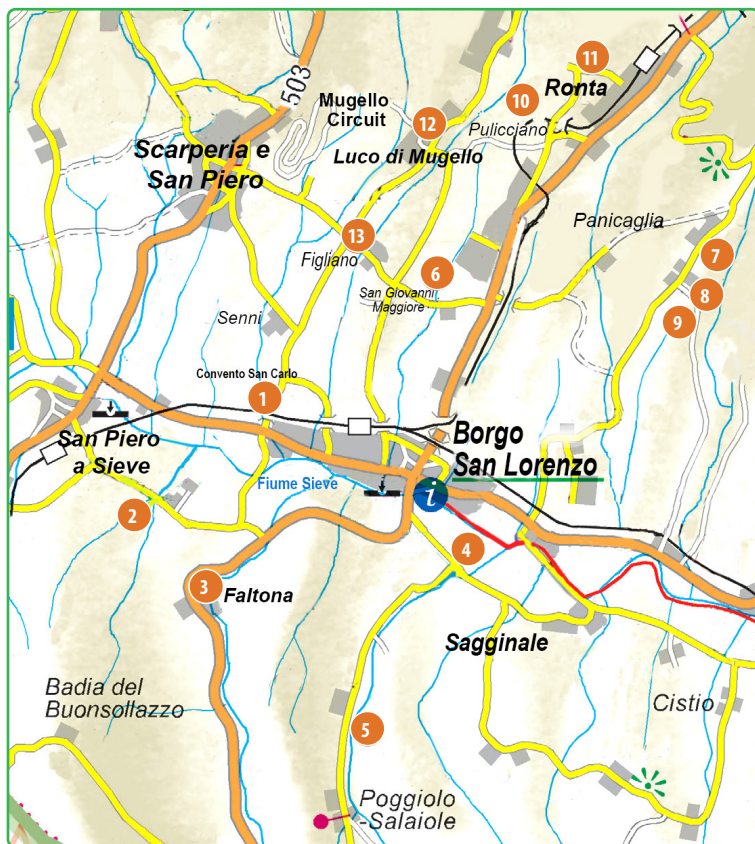 503
Mugello
Circuit
Scarperia e
San Piero
12
Luco di Mugello
11
Ronta
10
Pulicciano
13
Figliano
6
San Giovanni
Maggiore
Panicaglia
7
8
9
Senni
Convento San Carlo
1
San Piero
a Sieve
Borgo
San Lorenzo
Fiume Sieve
i
2
3
Faltona
4
Sagginale
Badia del
Buonsollazzo
5
Cistio
Poggiolo
-Salaiole